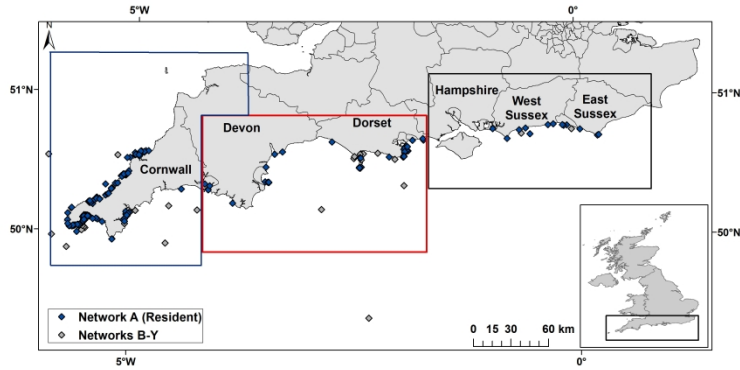 5°W
0°
N
51°N
51°N
Hampshire
West
Sussex
East
Sussex
Devon
Dorset
Cornwall
50°N
50°N
Network A (Resident)
Networks B-Y
0 15 30 60 km
5°W
0°